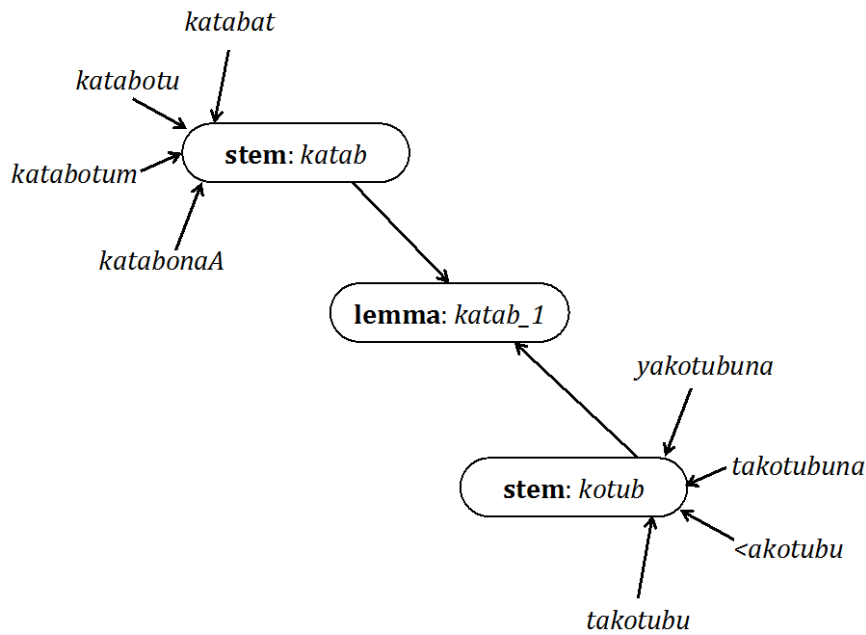 katabat
katabotu
stem: katab
katabotum
katabonaA
lemma: katab_1
yakotubuna
takotubuna
stem: kotub
<akotubu
takotubu